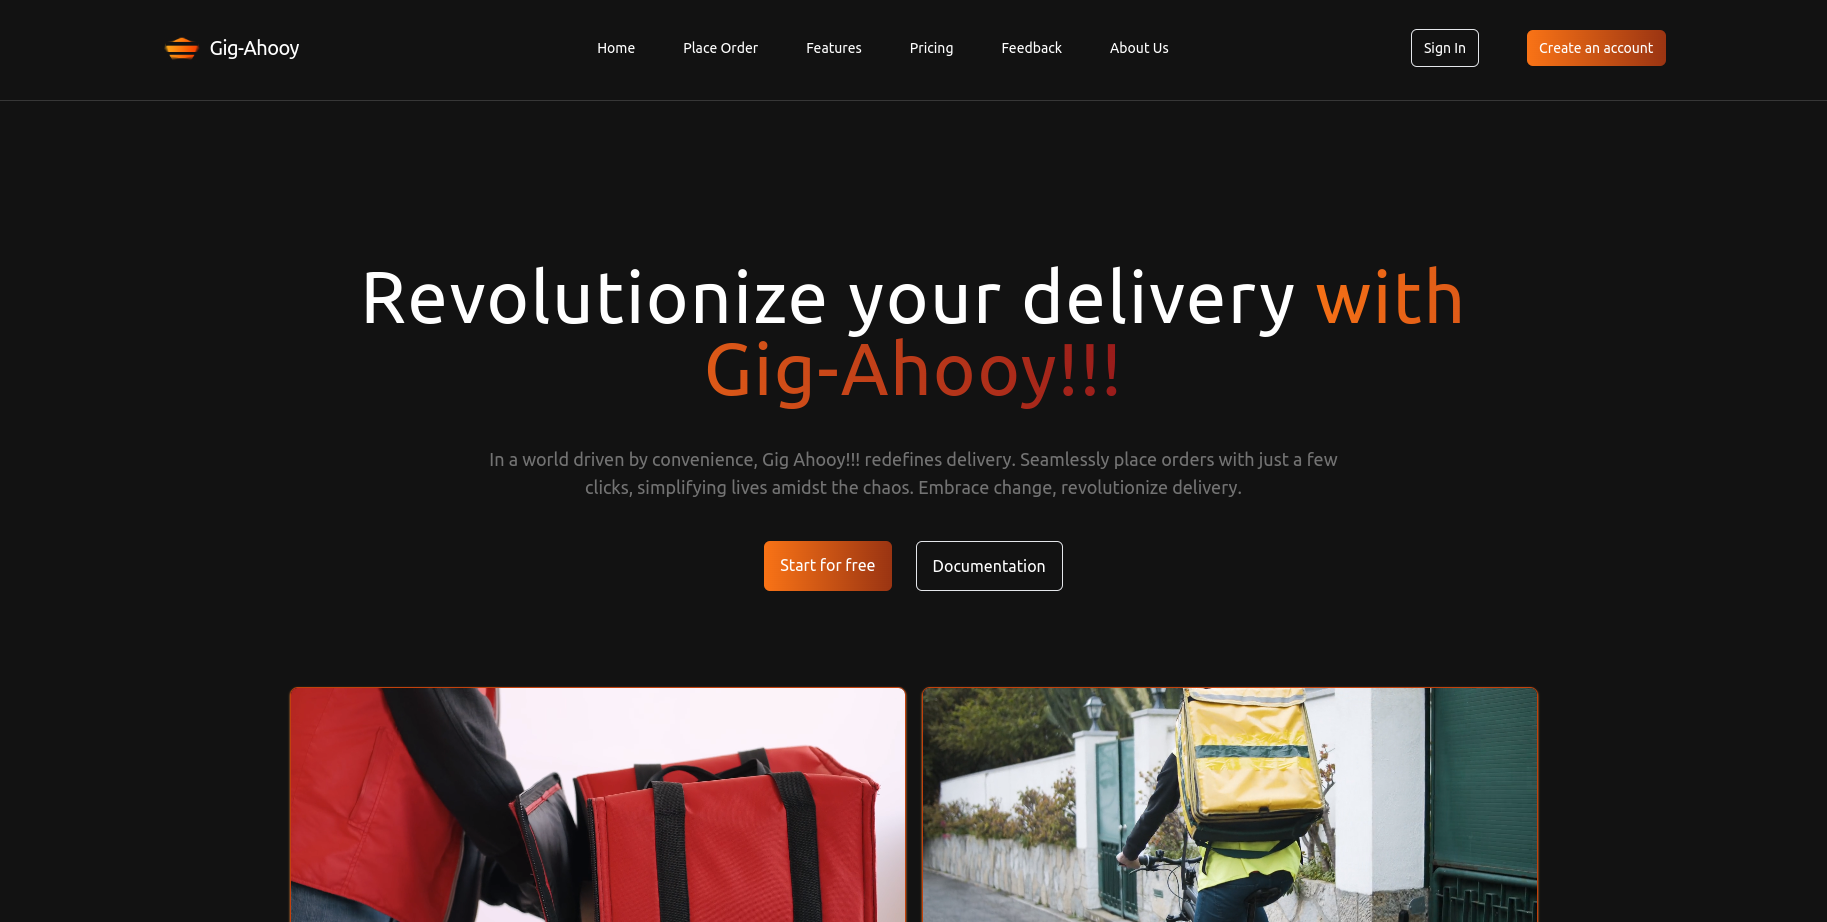 Gig-Ahooy
Home
Place Order
Features
Pricing
Feedback
About Us
Sign In
Create an account
Revolutionize your delivery with
Gig-Ahooy!!!
In a world driven by convenience, Gig Ahooy!!! redefines delivery. Seamlessly place orders with just a few
clicks, simplifying lives amidst the chaos. Embrace change, revolutionize delivery.
Start for free
Documentation